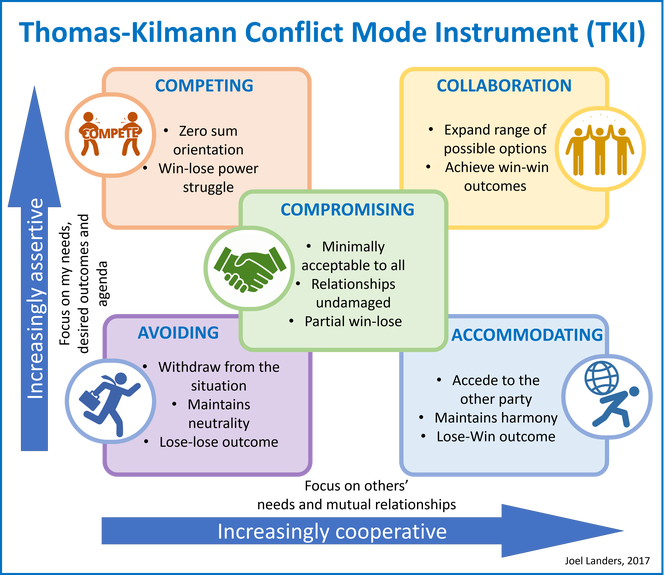 Thomas-Kilmann Conflict Mode Instrument (TKI)
COMPETING
COMPETE
• Zero sum
orientation
• Win-lose power
struggle
COLLABORATION
• Expand range of
possible options
• Achieve win-win
outcomes
COMPROMISING
• Minimally
acceptable to all
• Relationships
undamaged
• Partial win-lose
Increasingly assertive
Focus on my needs,
desired outcomes and
agenda
AVOIDING
• Withdraw from the
situation
• Maintains
neutrality
• Lose-lose outcome
ACCOMMODATING
• Accede to the
other party
• Maintains harmony
• Lose-Win outcome
Focus on others’
needs and mutual relationships
Increasingly cooperative
Joel Landers, 2017